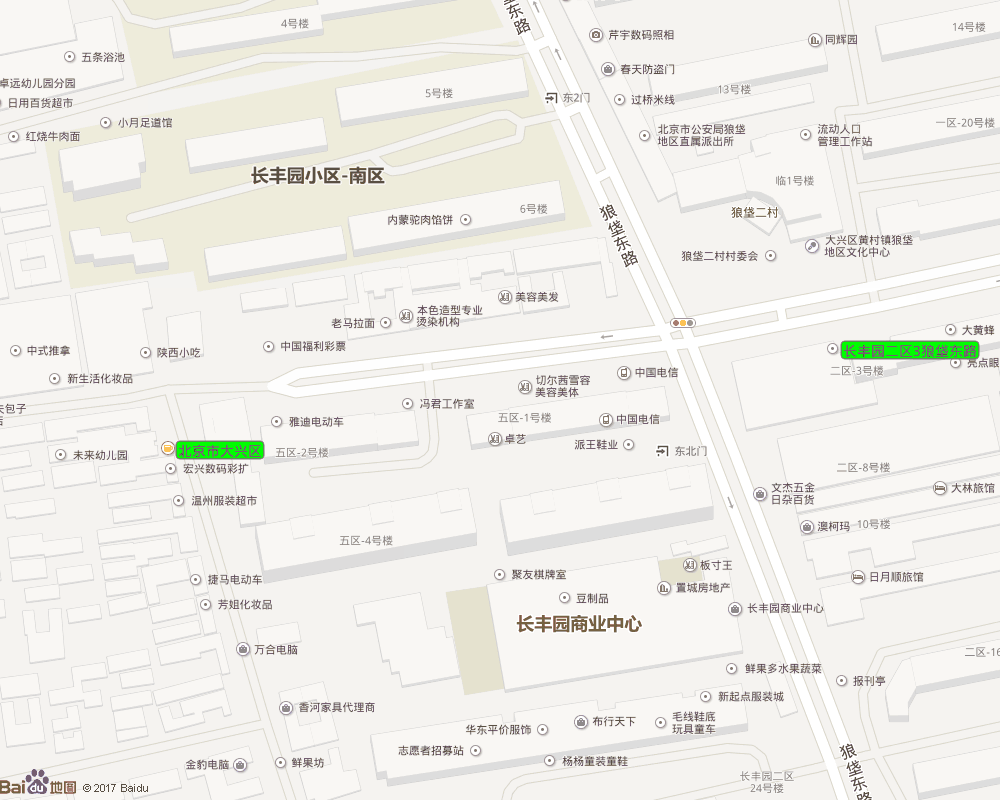 狼垡东路
4号楼
芹宇数码照相
同辉园
14号楼
五条浴池
春天防盗门
卓远幼儿园分园
日用百货超市
5号楼
东2门
过桥米线
13号楼
小月足道馆
红烧牛肉面
北京市公安局狼垡
地区直属派出所
流动人口
管理工作站
一区-20号楼
长丰园小区-南区
临1号楼
6号楼
内蒙驼肉馅饼
狼垡东路
狼垡二村
大兴区黄村镇狼垡
地区文化中心
狼垡二村村委会
美容美发
本色造型专业
烫染机构
老马拉面
大黄蜂
中国福利彩票
中式推拿
陕西小吃
长丰园二区3狼垡东路
亮点眼
二区-3号楼
新生活化妆品
切尔茜雪容
美容美体
中国电信
夫包子
冯君工作室
雅迪电动车
五区-1号楼
中国电信
卓艺
派王鞋业
东北门
北京市大兴区
五区-2号楼
未来幼儿园
宏兴数码彩扩
二区-8号楼
文杰五金
日杂百货
大林旅馆
温州服装超市
澳柯玛
10号楼
五区-4号楼
板寸王
聚友棋牌室
捷马电动车
置城房地产
日月顺旅馆
豆制品
芳姐化妆品
长丰园商业中心
长丰园商业中心
万合电脑
二区-16
鲜果多水果蔬菜
报刊亭
新起点服装城
香河家具代理商
布行天下
毛线鞋底
玩具童车
华东平价服饰
志愿者招募站
狼垡东路
杨杨童装童鞋
金豹电脑
鲜果坊
长丰园二区
24号楼
Bai du 地图 © 2017 Baidu